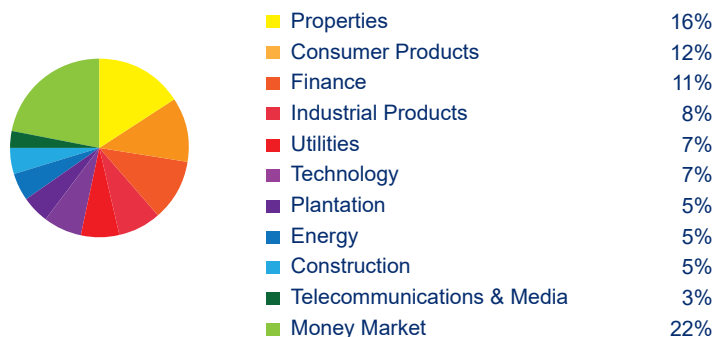 Properties 16%
Consumer Products 12%
Finance 11%
Industrial Products 8%
Utilities 7%
Technology 7%
Plantation 5%
Energy 5%
Construction 5%
Telecommunications & Media 3%
Money Market 22%